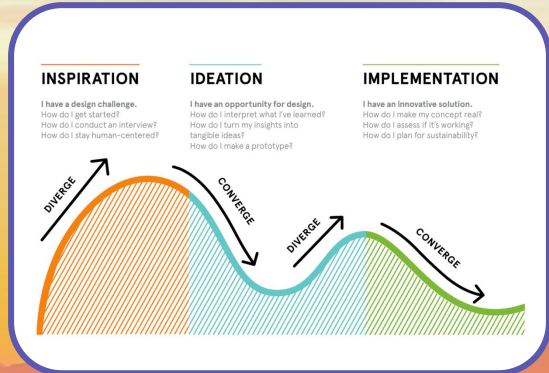 INSPIRATION
I have a design challenge.
How do I get started?
How do I conduct an interview?
How do I stay human-centered?
IDEATION
I have an opportunity for design.
How do I interpret what I've learned?
How do I turn my insights into
tangible ideas?
How do I make a prototype?
IMPLEMENTATION
I have an innovative solution.
How do I make my concept real?
How do I assess if it's working?
How do I plan for sustainability?
DIVERGE
CONVERGE
DIVERGE
CONVERGE